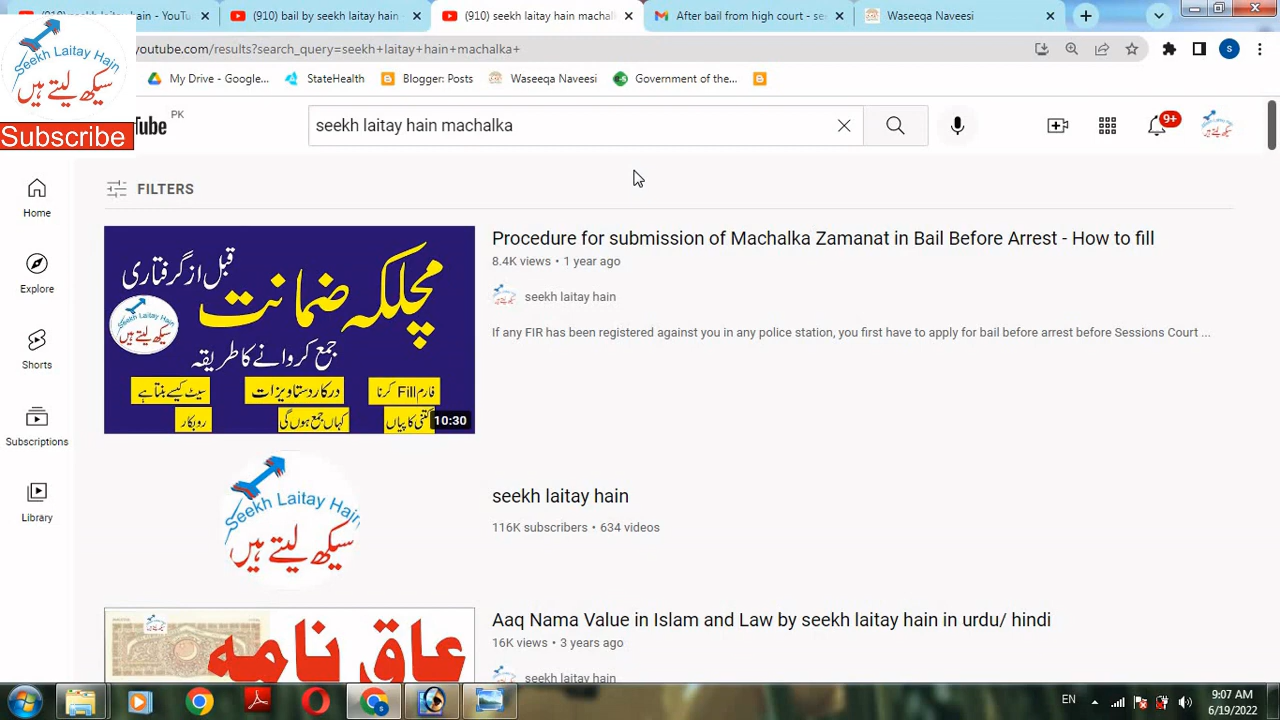 (910) seekh laitay hain - YouTu
(910) bail by seekh laitay hain
(910) seekh laitay hain machal
After bail from high court - se
Waseeqa Naveesi
youtube.com/results?search_query=seekh+laitay+hain+machalka+
S
My Drive - Google...
StateHealth
Blogger: Posts
Waseeqa Naveesi
Government of the...
Seekh Laitay Hain
سیکھ لیتے ہیں
Subscribe
Tube PK
seekh laitay hain machalka
9+
FILTERS
Home
Explore
Shorts
Subscriptions
Library
قبل از گرفتاری
مچلکہ ضمانت
جمع کروانے کا طریقہ
فارم Fill کرنا
درکار دستاویزات
سیٹ کیسے بنتا ہے
کتنی کاپیاں
کہاں جمع ہوں گی
روبکار
10:30
Procedure for submission of Machalka Zamanat in Bail Before Arrest - How to fill
8.4K views • 1 year ago
seekh laitay hain
If any FIR has been registered against you in any police station, you first have to apply for bail before arrest before Sessions Court ...
Seekh Laitay Hain
سیکھ لیتے ہیں
seekh laitay hain
116K subscribers • 634 videos
عاق نامہ
Aaq Nama Value in Islam and Law by seekh laitay hain in urdu/ hindi
16K views • 3 years ago
seekh laitay hain
EN
9:07 AM
6/19/2022